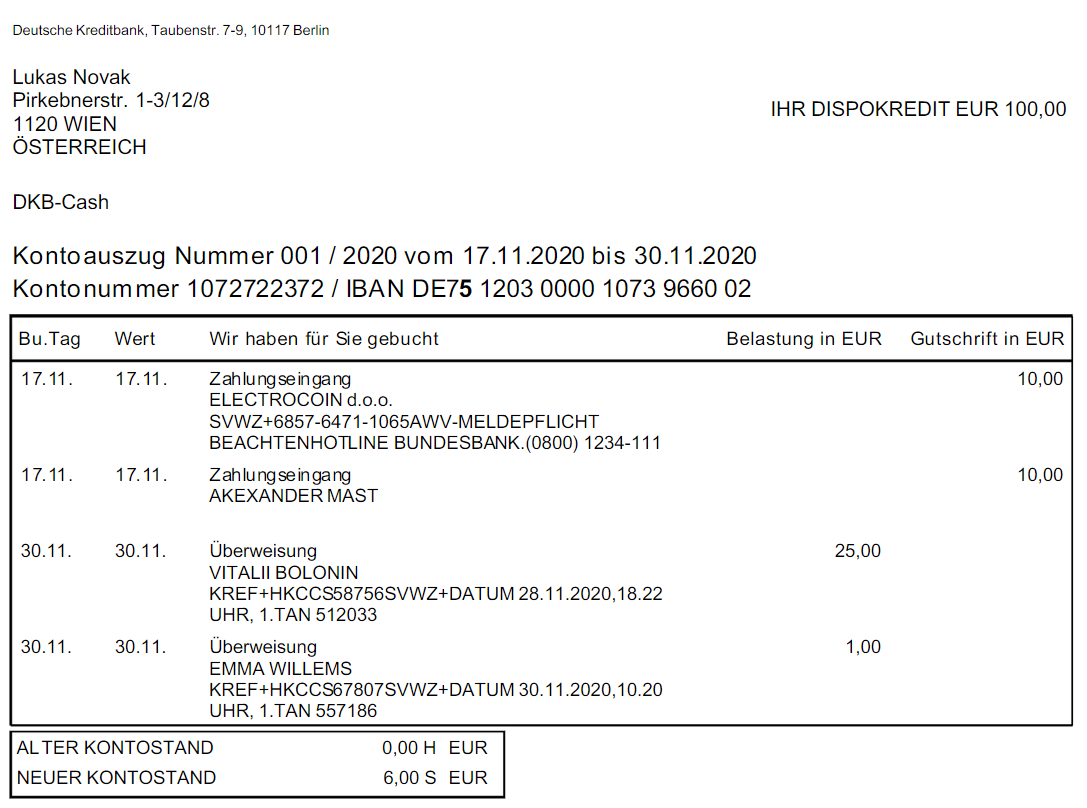 Deutsche Kreditbank, Taubenstr. 7-9, 10117 Berlin
Lukas Novak
Pirkebnerstr. 1-3/12/8
1120 WIEN
ÖSTERREICH
IHR DISPOKREDIT EUR 100,00
DKB-Cash
Kontoauszug Nummer 001 / 2020 vom 17.11.2020 bis 30.11.2020
Kontonummer 1072722372 / IBAN DE75 1203 0000 1073 9660 02
Bu.Tag Wert Wir haben für Sie gebucht Belastung in EUR Gutschrift in EUR
17.11. 17.11. Zahlungseingang 10,00
ELECTROCOIN d.o.o.
SVWZ+6857-6471-1065AWV-MELDEPFLICHT
BEACHTENHOTLINE BUNDESBANK.(0800) 1234-111
17.11. 17.11. Zahlungseingang 10,00
AKEXANDER MAST
30.11. 30.11. Überweisung 25,00
VITALII BOLONIN
KREF+HKCCS58756SVWZ+DATUM 28.11.2020,18.22
UHR, 1.TAN 512033
30.11. 30.11. Überweisung 1,00
EMMA WILLEMS
KREF+HKCCS67807SVWZ+DATUM 30.11.2020,10.20
UHR, 1.TAN 557186
ALTER KONTOSTAND 0,00 H EUR
NEUER KONTOSTAND 6,00 S EUR